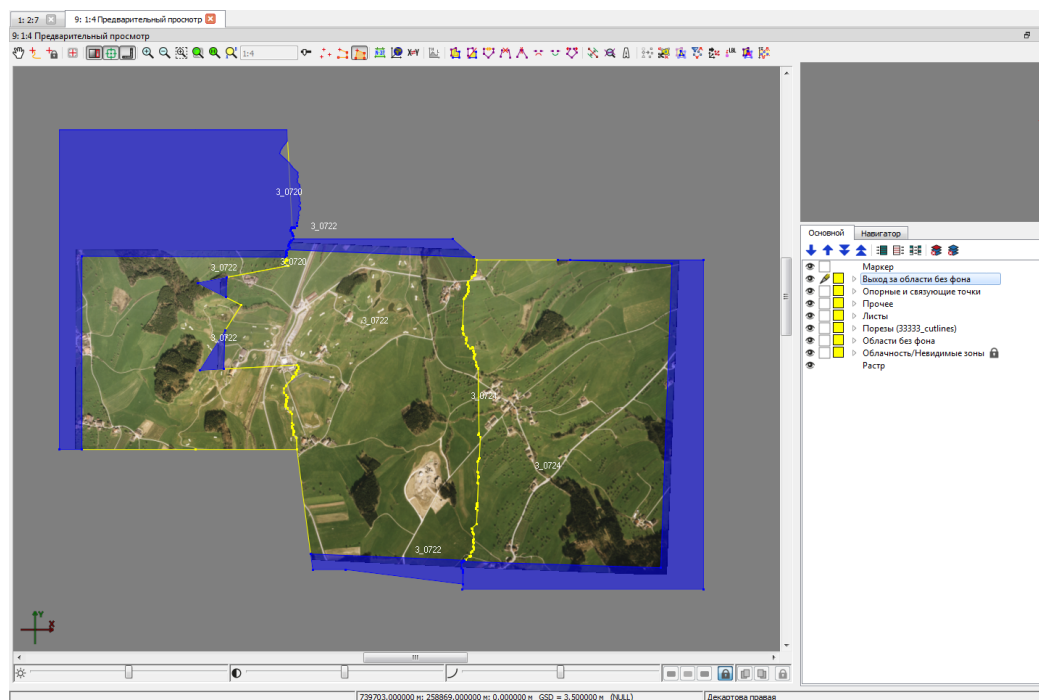 1: 2:7
9: 1:4 Предварительный просмотр
9: 1:4 Предварительный просмотр
1:4
X=Y
LBL
3_0720
3_0722
3_0720
3_0722
3_0722
3_0722
3_0724
3_0724
3_0722
Y
X
Основной
Навигатор
Маркер
Выход за области без фона
Опорные и связующие точки
Прочее
Листы
Порезы (33333_cutlines)
Области без фона
Облачность/Невидимые зоны
Растр
739703.000000 м; 258869.000000 м; 0.000000 м GSD = 3.500000 м (NULL)
Декартова правая